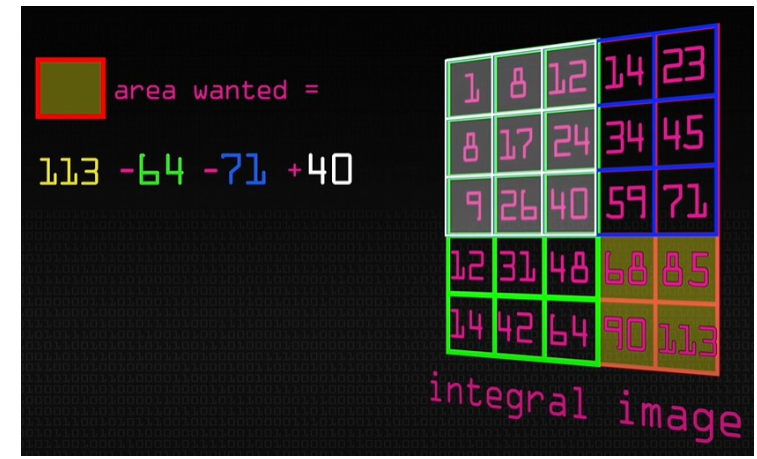 area wanted =
113 -64 -71 +40
1 8 12 14 23
8 17 24 34 45
9 26 40 59 71
12 31 48 68 85
14 42 64 90 113
integral image